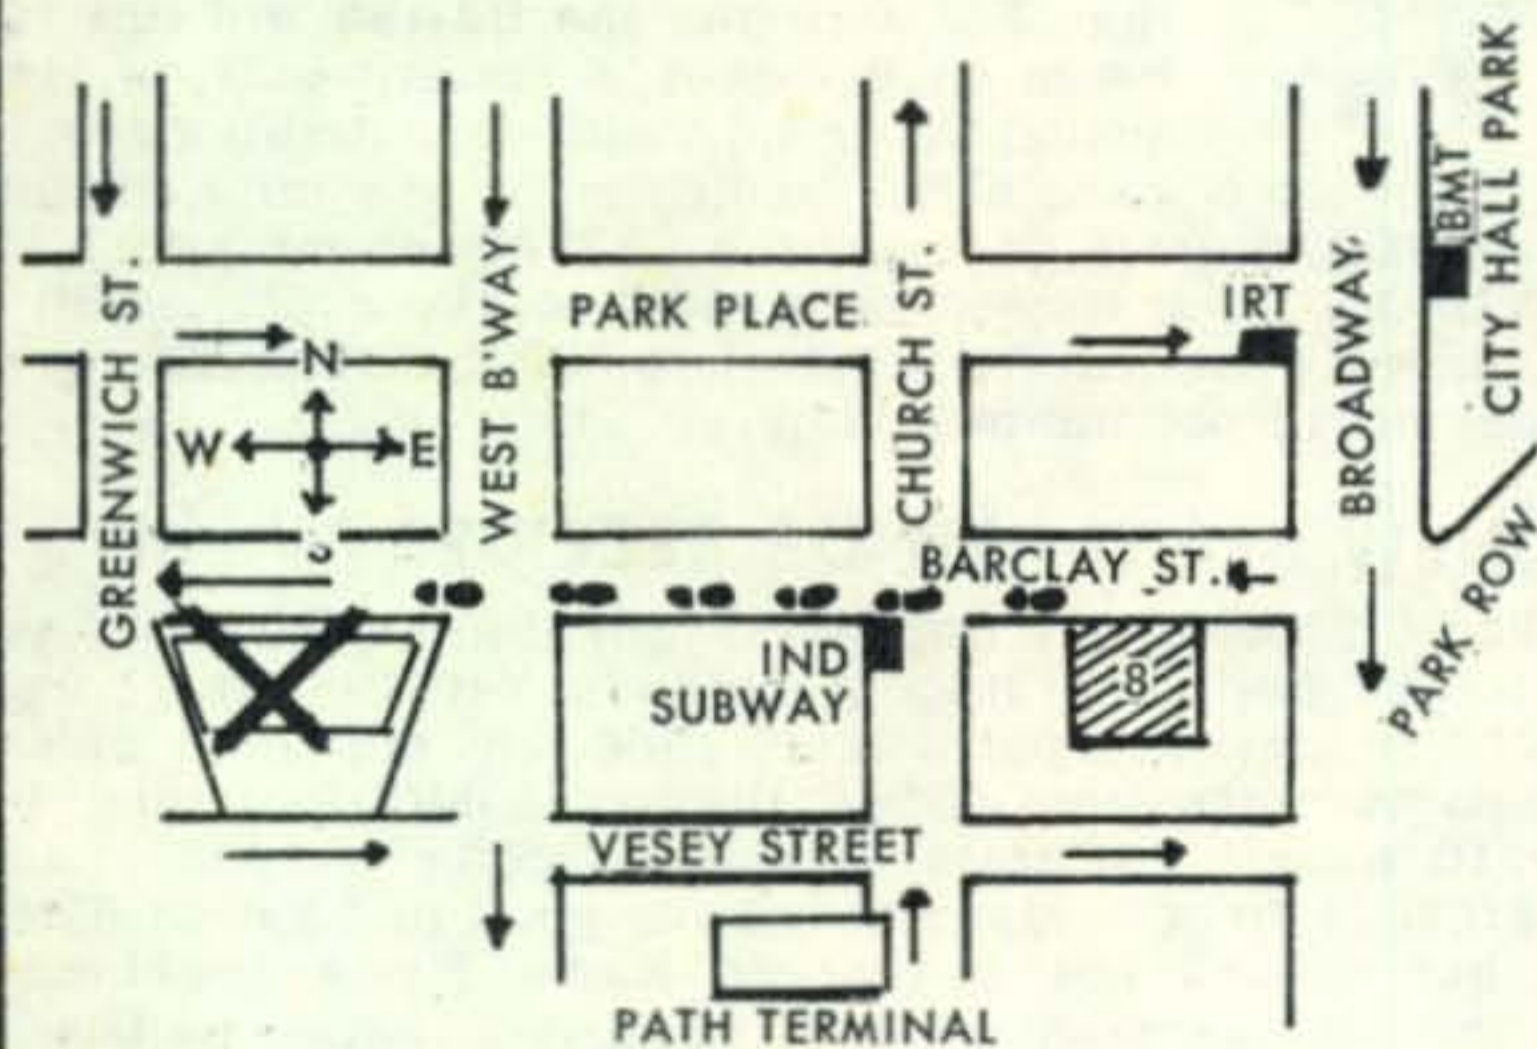 CITY HALL PARK
BMT
GREENWICH ST.
WEST B'WAY
PARK PLACE
CHURCH ST.
IRT
BROADWAY
N
W E
BARCLAY ST.
PARK ROW
IND
SUBWAY
8
VESEY STREET
PATH TERMINAL